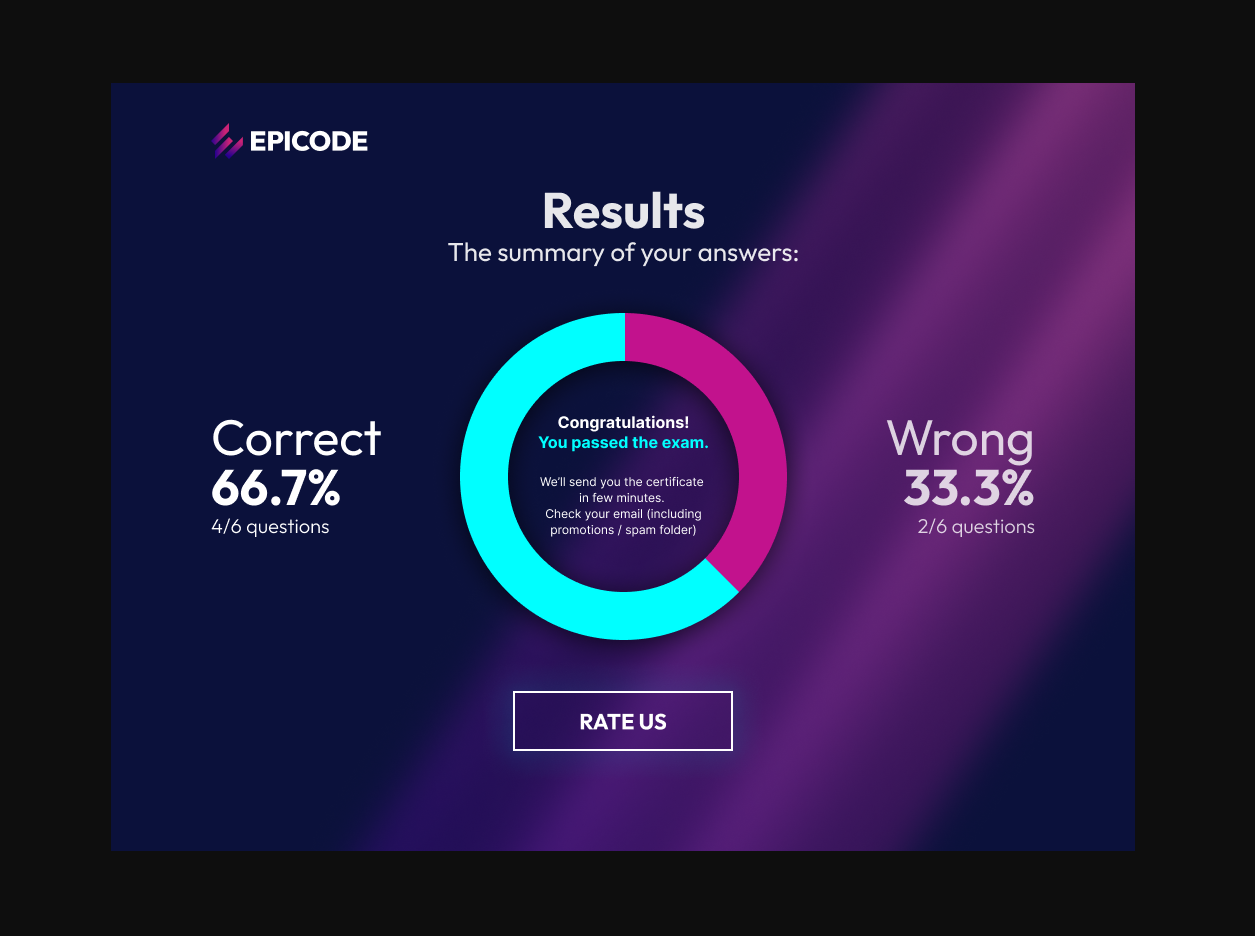 EPICODE
Results
The summary of your answers:
Correct
66.7%
4/6 questions
Congratulations!
You passed the exam.
We'll send you the certificate
in few minutes.
Check your email (including
promotions / spam folder)
Wrong
33.3%
2/6 questions
RATE US